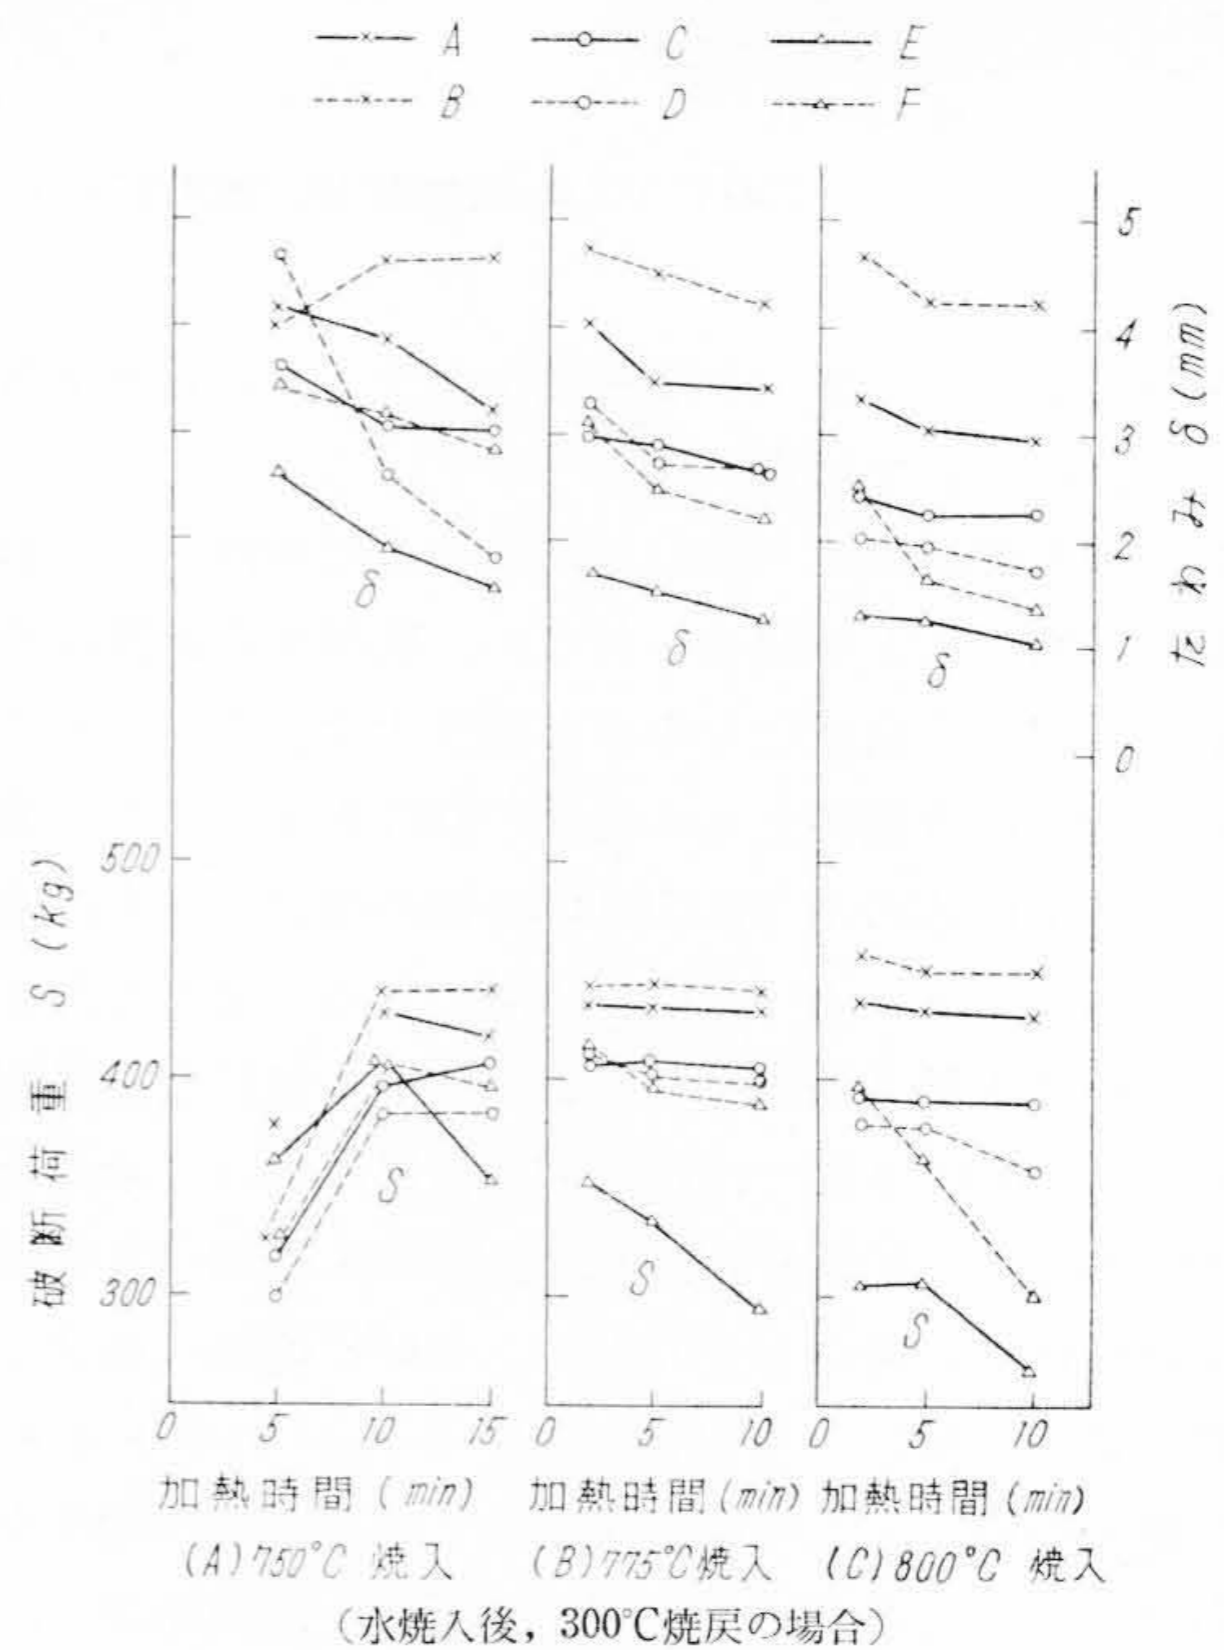 A C E
B D F
5
4
3
2
1
0
たわみ δ (mm)
δ δ δ
500
400
300
破断荷重 S (kg)
S S S
0 5 10 15 0 5 10 0 5 10
加熱時間 (min) 加熱時間 (min) 加熱時間 (min)
(A) 750°C 焼入 (B) 775°C 焼入 (C) 800°C 焼入
(水焼入後, 300℃焼戻の場合)